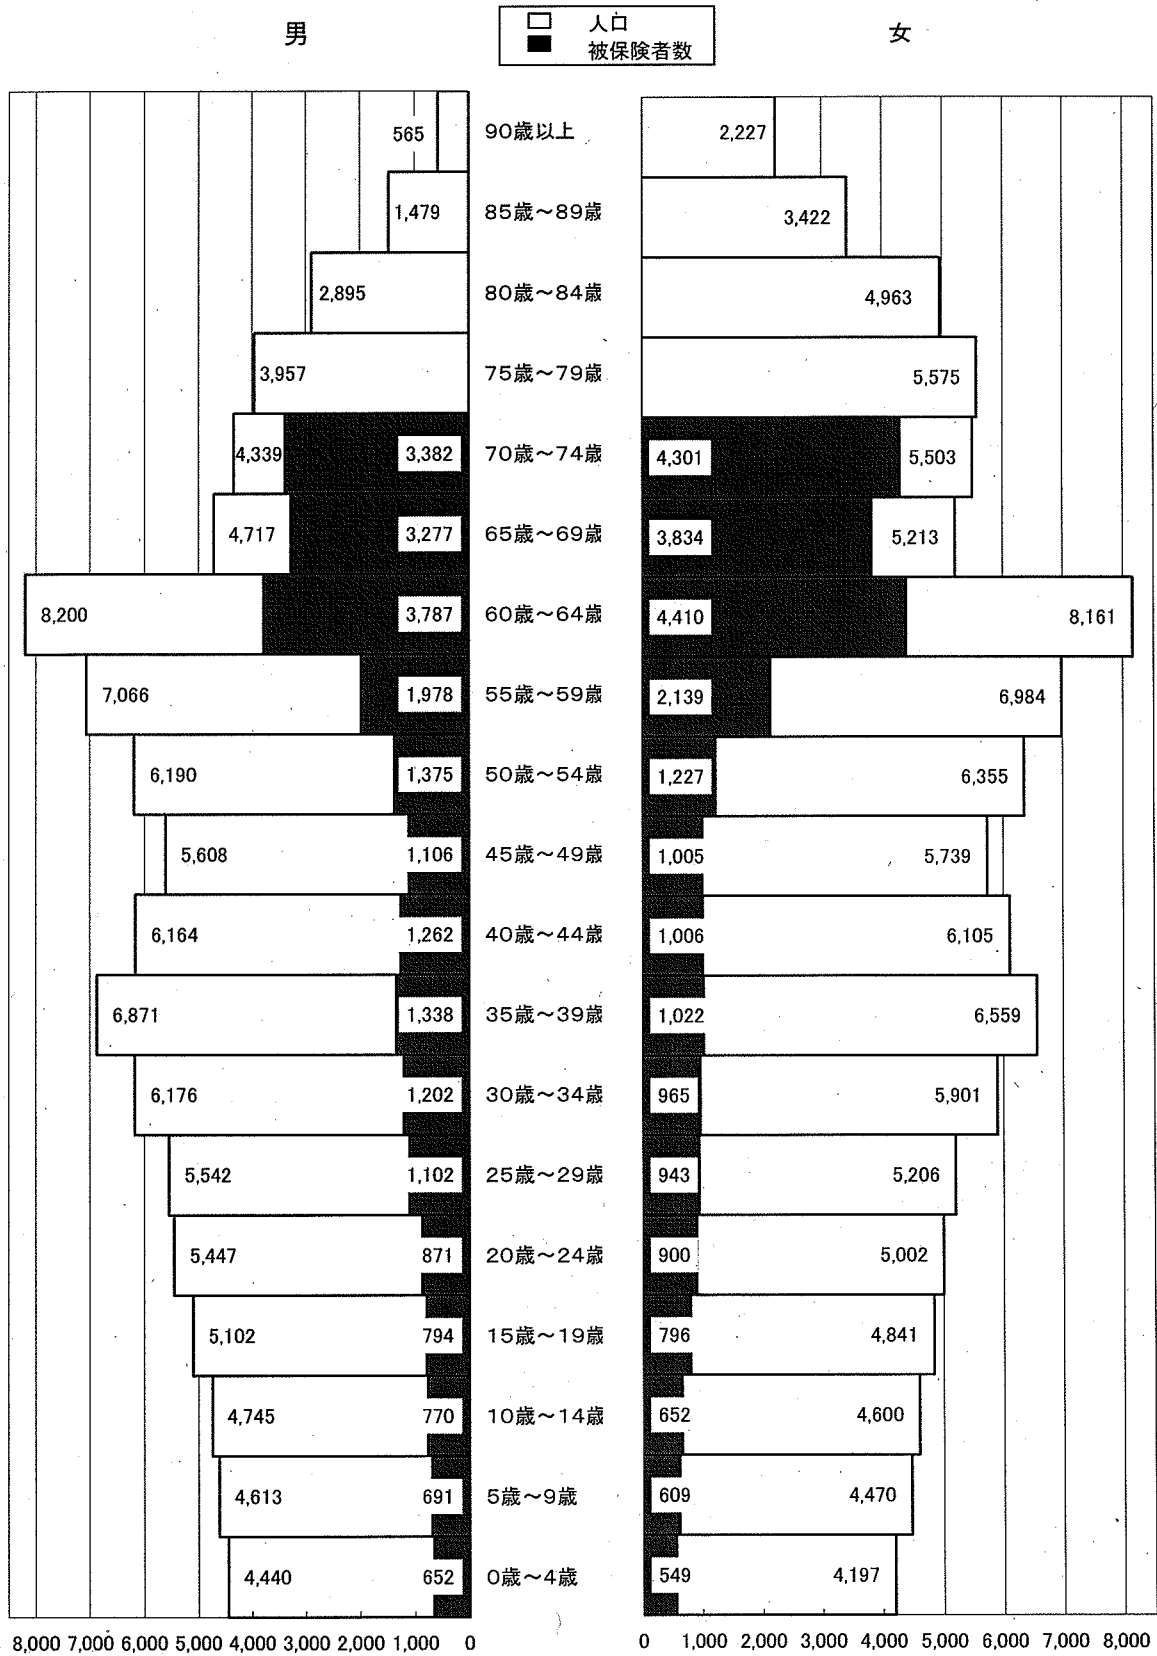 男
人口
被保険者数
女
565 90歳以上 2,227
1,479 85歳～89歳 3,422
2,895 80歳～84歳 4,963
3,957 75歳～79歳 5,575
4,339 3,382 70歳～74歳 4,301 5,503
4,717 3,277 65歳～69歳 3,834 5,213
8,200 3,787 60歳～64歳 4,410 8,161
7,066 1,978 55歳～59歳 2,139 6,984
6,190 1,375 50歳～54歳 1,227 6,355
5,608 1,106 45歳～49歳 1,005 5,739
6,164 1,262 40歳～44歳 1,006 6,105
6,871 1,338 35歳～39歳 1,022 6,559
6,176 1,202 30歳～34歳 965 5,901
5,542 1,102 25歳～29歳 943 5,206
5,447 871 20歳～24歳 900 5,002
5,102 794 15歳～19歳 796 4,841
4,745 770 10歳～14歳 652 4,600
4,613 691 5歳～9歳 609 4,470
4,440 652 0歳～4歳 549 4,197
8,000 7,000 6,000 5,000 4,000 3,000 2,000 1,000 0 0 1,000 2,000 3,000 4,000 5,000 6,000 7,000 8,000